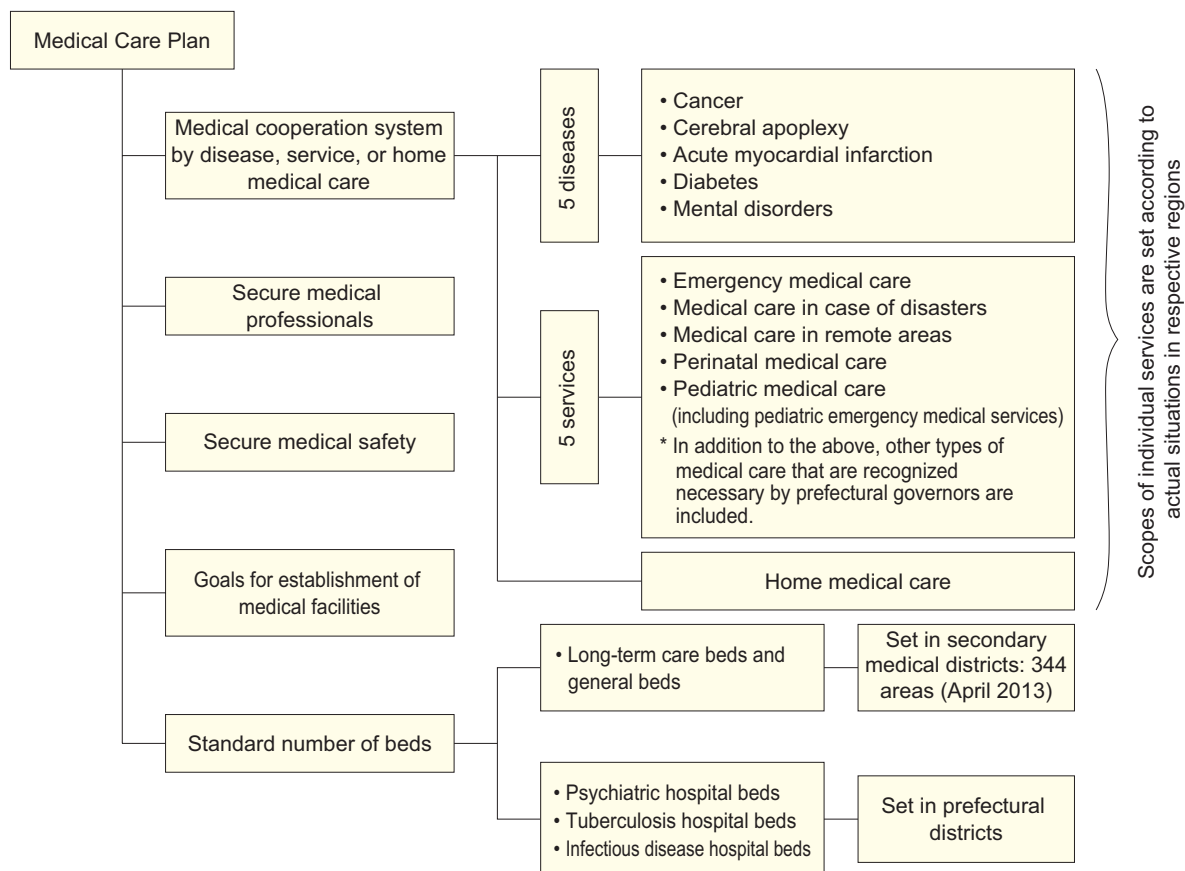 Medical Care Plan
Medical cooperation system
by disease, service, or home
medical care
5 diseases
• Cancer
• Cerebral apoplexy
• Acute myocardial infarction
• Diabetes
• Mental disorders
Secure medical
professionals
5 services
• Emergency medical care
• Medical care in case of disasters
• Medical care in remote areas
• Perinatal medical care
• Pediatric medical care
(including pediatric emergency medical services)
* In addition to the above, other types of
medical care that are recognized
necessary by prefectural governors are
included.
Secure medical safety
Home medical care
Scopes of individual services are set according to
actual situations in respective regions
Goals for establishment of
medical facilities
Standard number of beds
• Long-term care beds and
general beds
Set in secondary
medical districts: 344
areas (April 2013)
• Psychiatric hospital beds
• Tuberculosis hospital beds
• Infectious disease hospital beds
Set in prefectural
districts